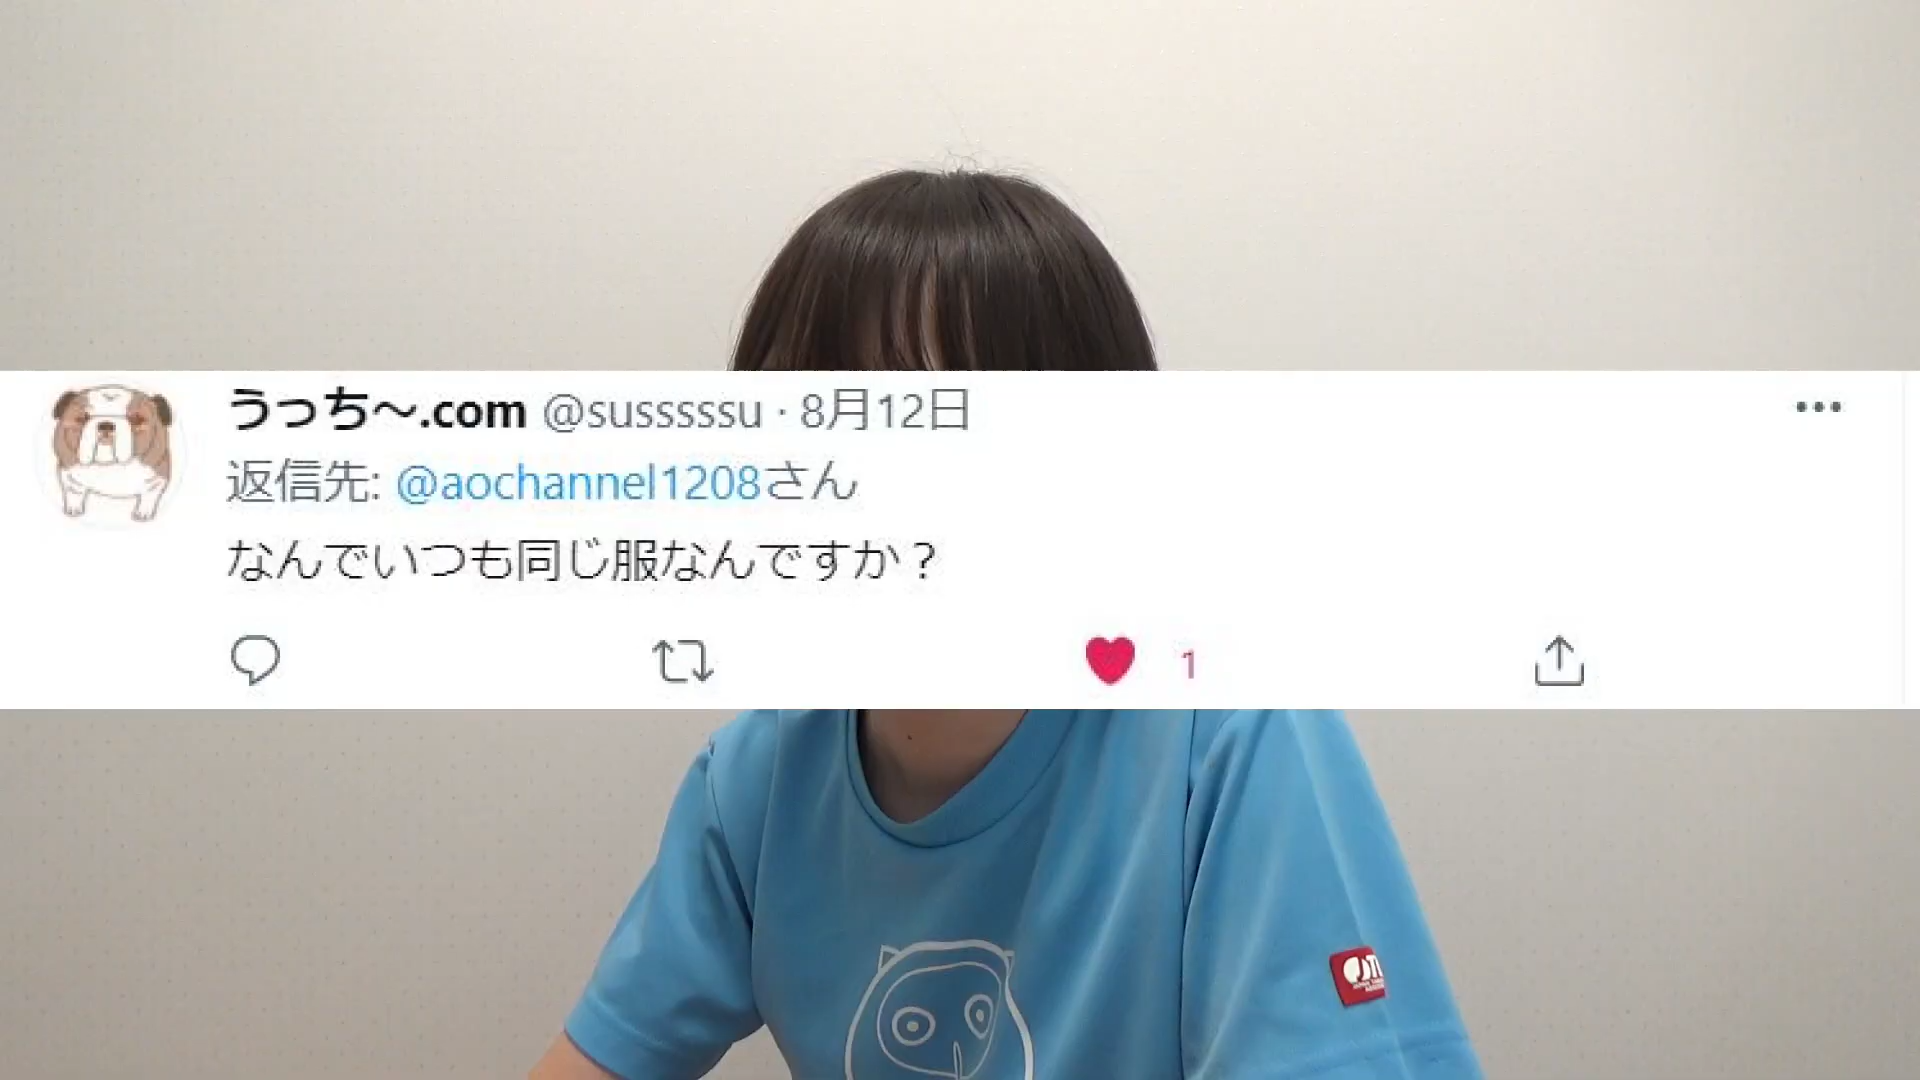 うっち〜.com @susssssu · 8月12日
返信先: @aochannel1208さん
なんでいつも同じ服なんですか？
1